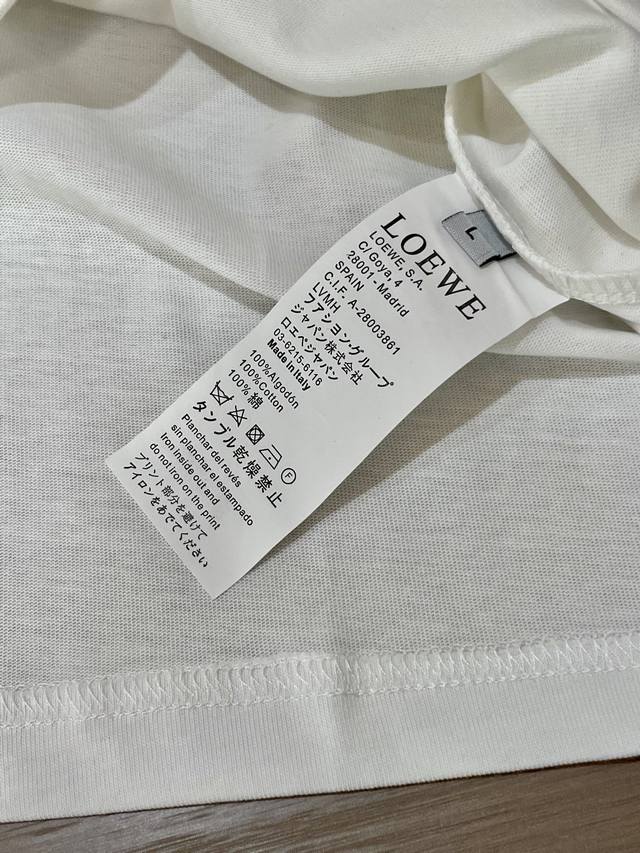 L
LOEWE
LOEWE, S.A.
C/ Goya, 4
28001 - Madrid
SPAIN
C.I.F. A-28003861
LVMH
ファション・グループ
ジャパン株式会社
ロエベジャパン
03-6215-6116
Made in Italy
100%Algodón
100%Cotton
100%綿
F
タンブル乾燥禁止
Planchar del revés
sin planchar el estampado
Iron inside out and
do not iron on the print
プリント部分を避けて
アイロンをあててください